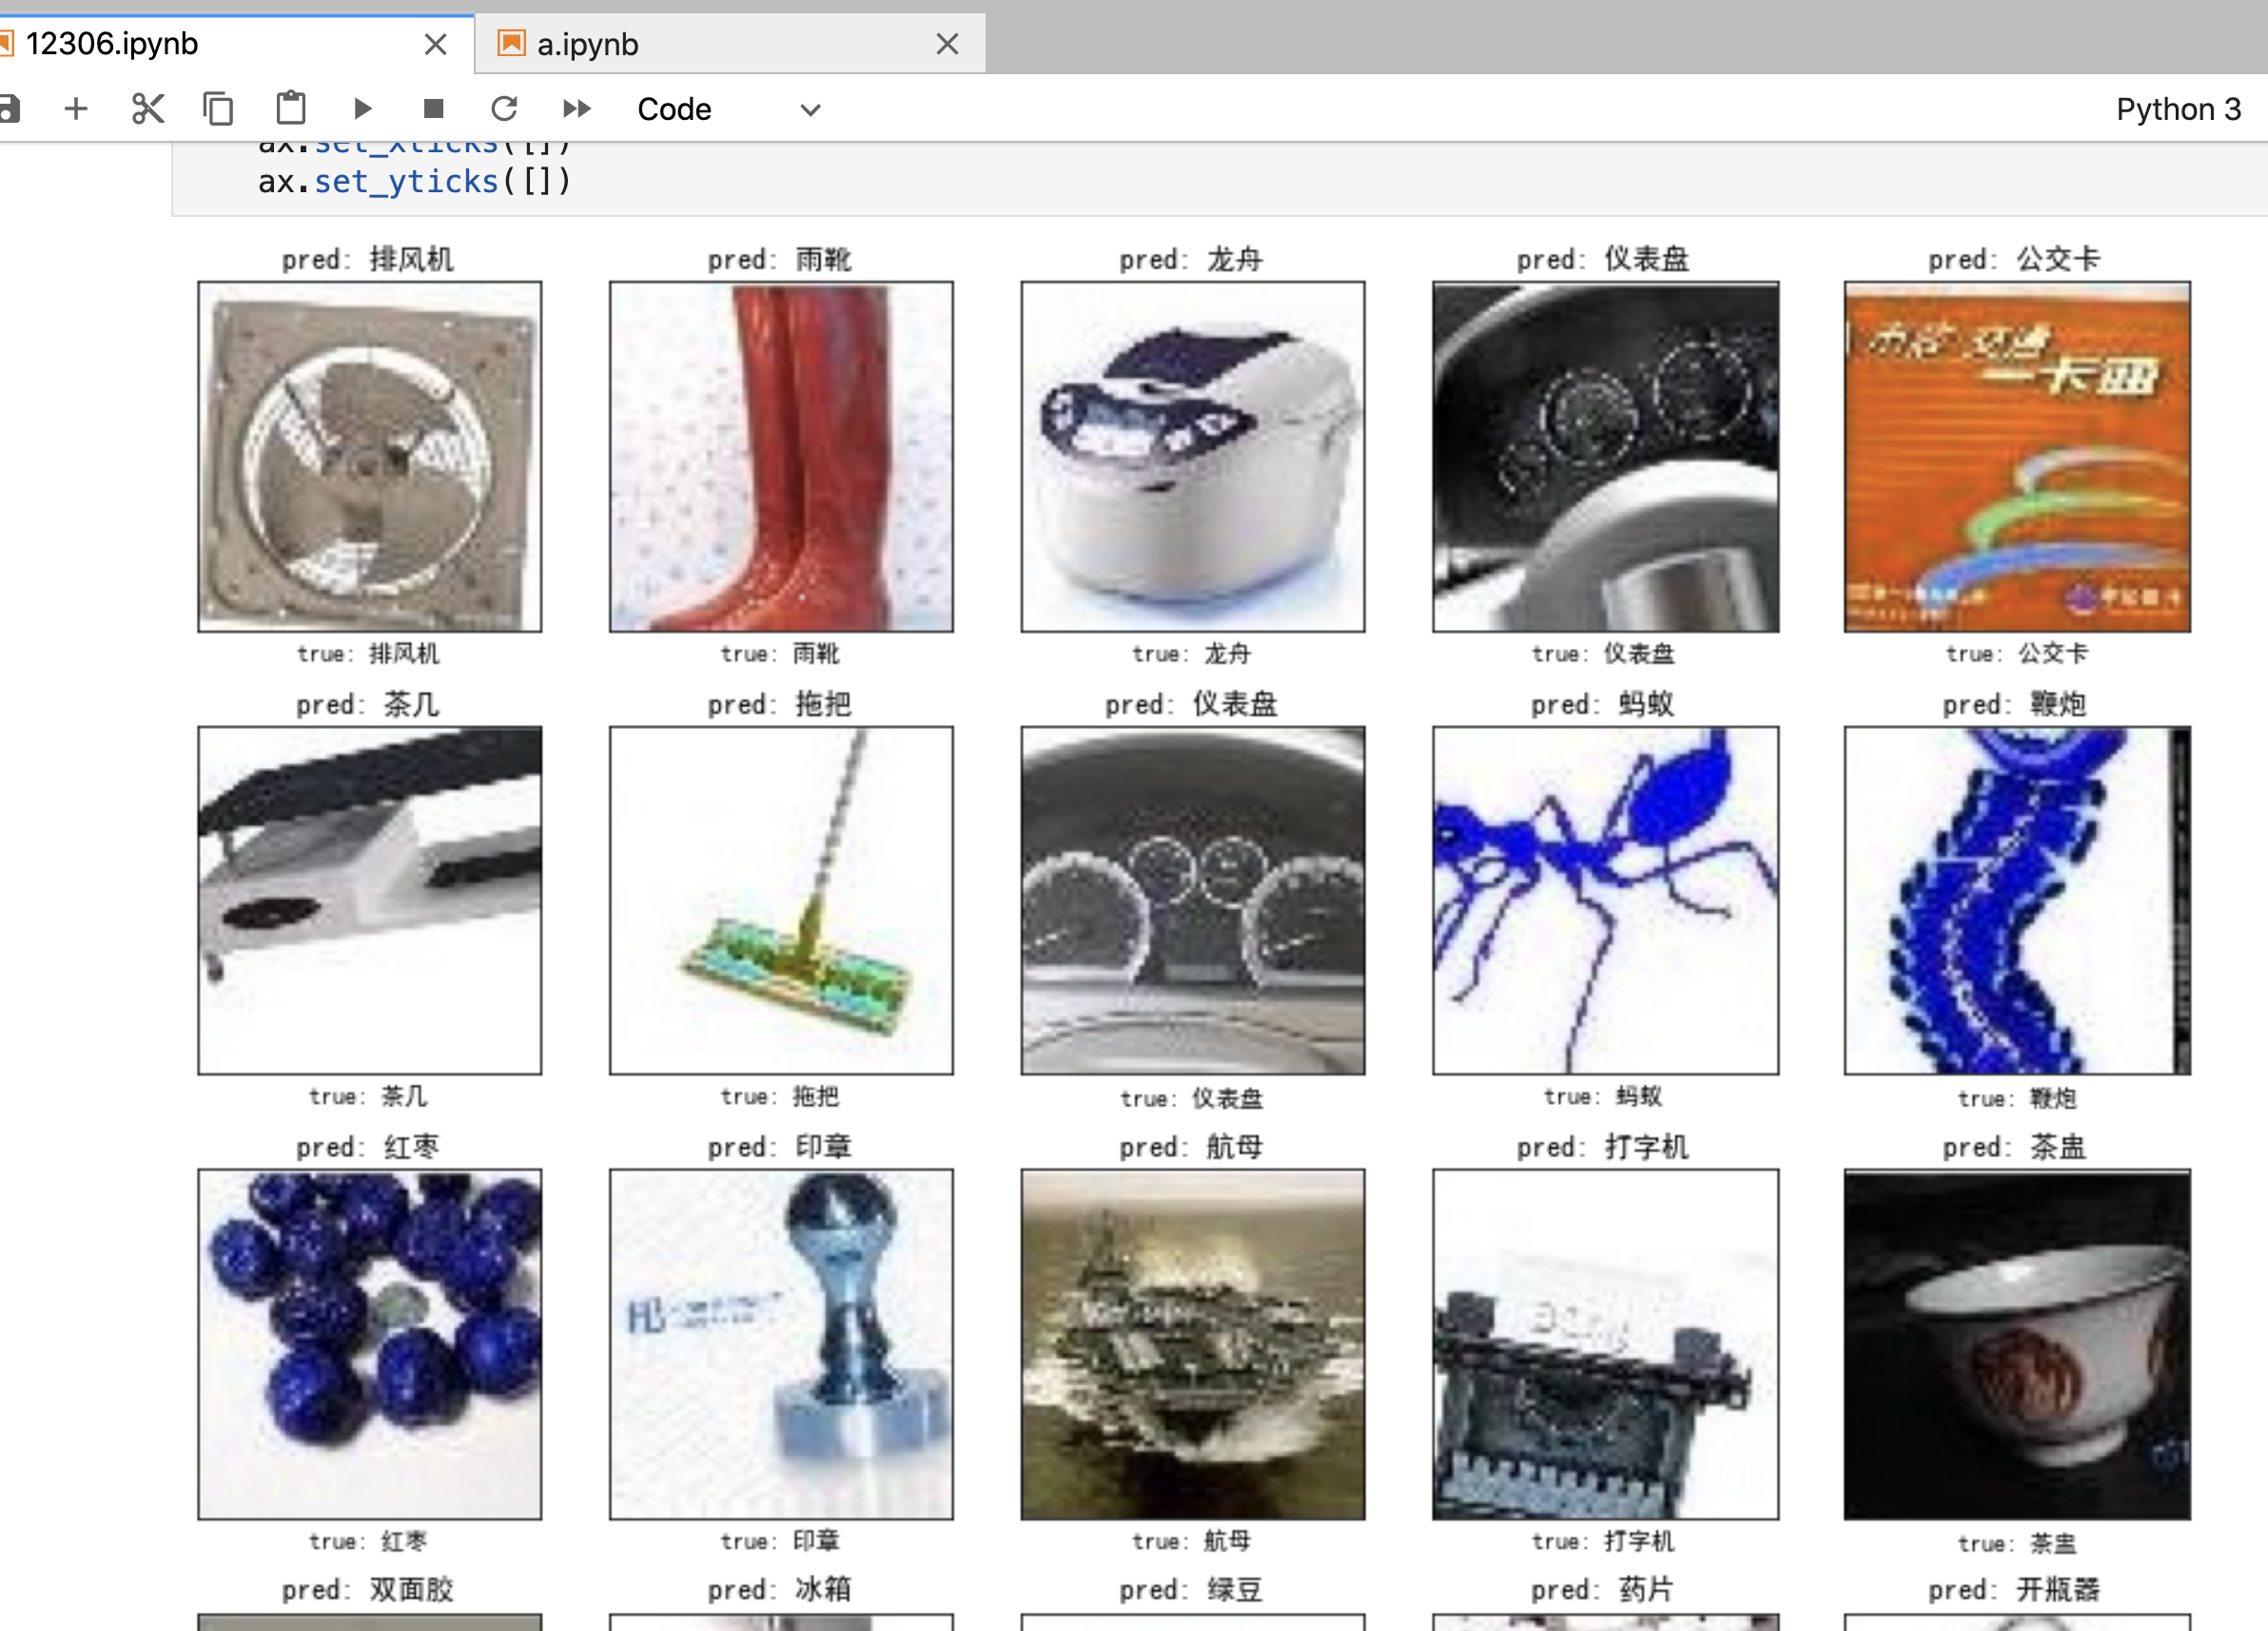 12306.ipynb
a.ipynb
Code
Python 3
ax.set_xticks([])
ax.set_yticks([])
pred: 排风机
pred: 雨靴
pred: 龙舟
pred: 仪表盘
pred: 公交卡
交通
一卡
true: 排风机
true: 雨靴
true: 龙舟
true: 仪表盘
true: 公交卡
pred: 茶几
pred: 拖把
pred: 仪表盘
pred: 蚂蚁
pred: 鞭炮
true: 茶几
true: 拖把
true: 仪表盘
true: 蚂蚁
true: 鞭炮
pred: 红枣
pred: 印章
pred: 航母
pred: 打字机
pred: 茶盅
true: 红枣
true: 印章
true: 航母
true: 打字机
true: 茶盅
pred: 双面胶
pred: 冰箱
pred: 绿豆
pred: 药片
pred: 开瓶器